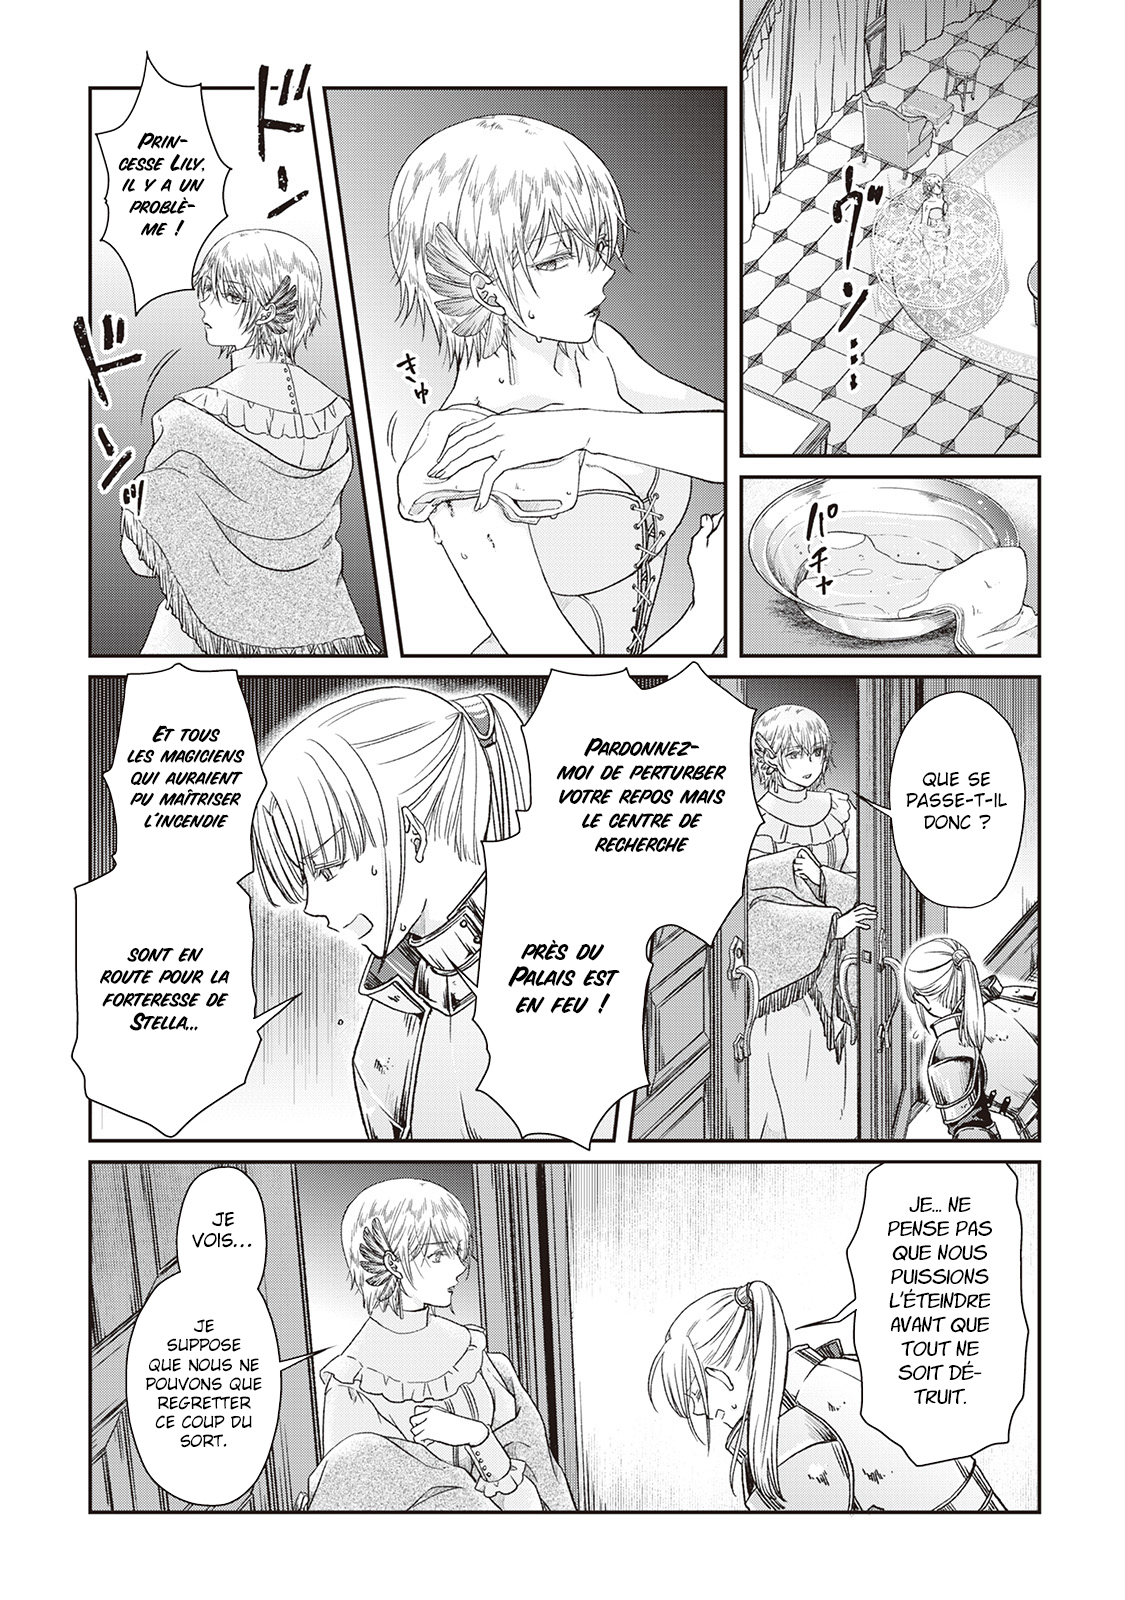 ヴン……
パチャ
きゅ
ドンドンッ
PRIN-
CESSE LILY,
IL Y A UN
PROBLÈ-
ME !
QUE SE
PASSE-T-IL
DONC ?
PARDONNEZ-
MOI DE PERTURBER
VOTRE REPOS MAIS
LE CENTRE DE
RECHERCHE
PRÈS DU
PALAIS EST
EN FEU !
ET TOUS
LES MAGICIENS
QUI AURAIENT
PU MAÎTRISER
L'INCENDIE
SONT EN
ROUTE POUR LA
FORTERESSE DE
STELLA...
JE... NE
PENSE PAS
QUE NOUS
PUISSIONS
L'ÉTEINDRE
AVANT QUE
TOUT NE
SOIT DÉ-
TRUIT.
JE
VOIS...
JE
SUPPOSE
QUE NOUS NE
POUVONS QUE
REGRETTER
CE COUP DU
SORT.